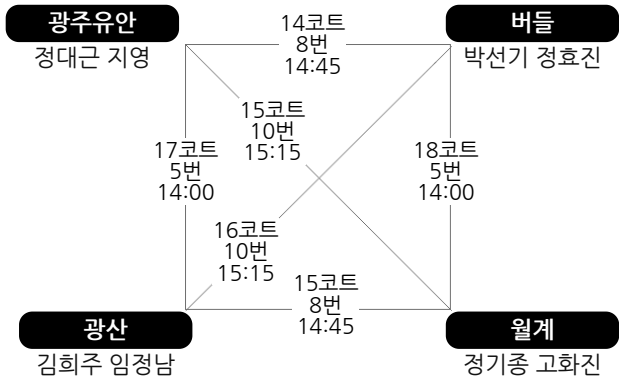 광주유안
정대근 지영
버들
박선기 정효진
14코트
8번
14:45
15코트
10번
15:15
17코트
5번
14:00
18코트
5번
14:00
16코트
10번
15:15
15코트
8번
14:45
광산
김희주 임정남
월계
정기종 고화진